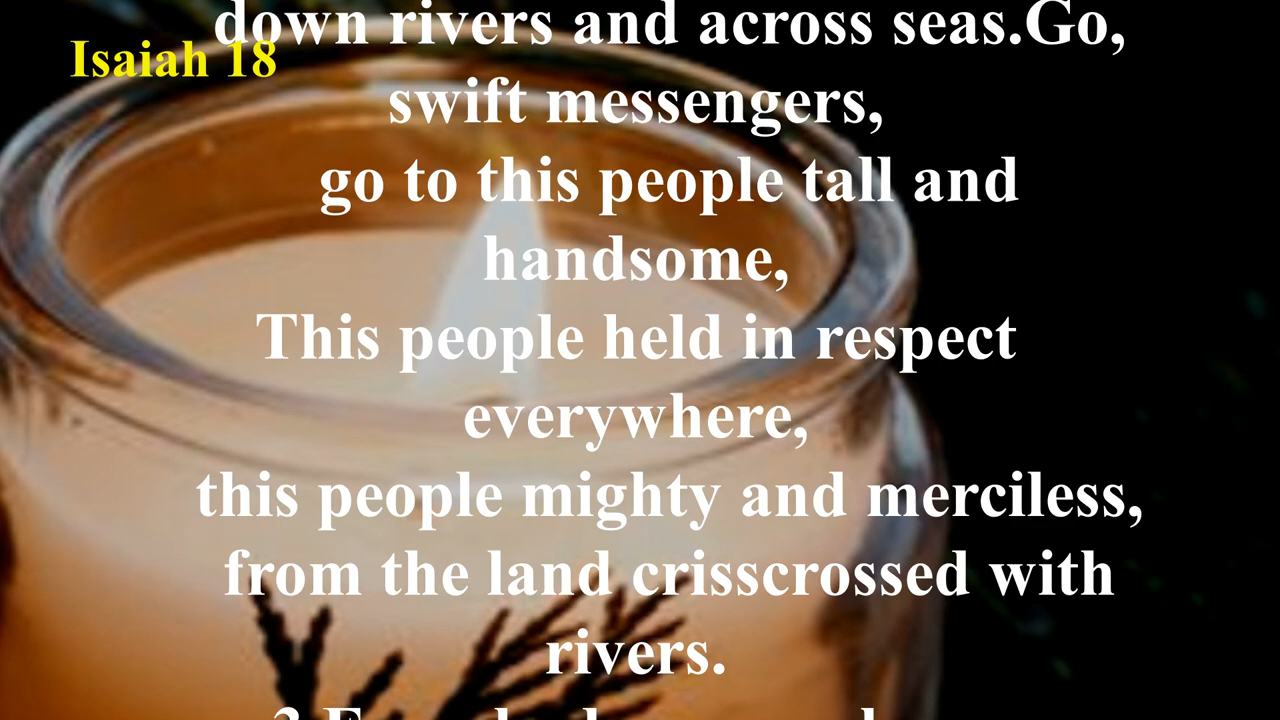 down rivers and across seas.Go,
Isaiah 18
swift messengers,
go to this people tall and
handsome,
This people held in respect
everywhere,
this people mighty and merciless,
from the land crisscrossed with
rivers.